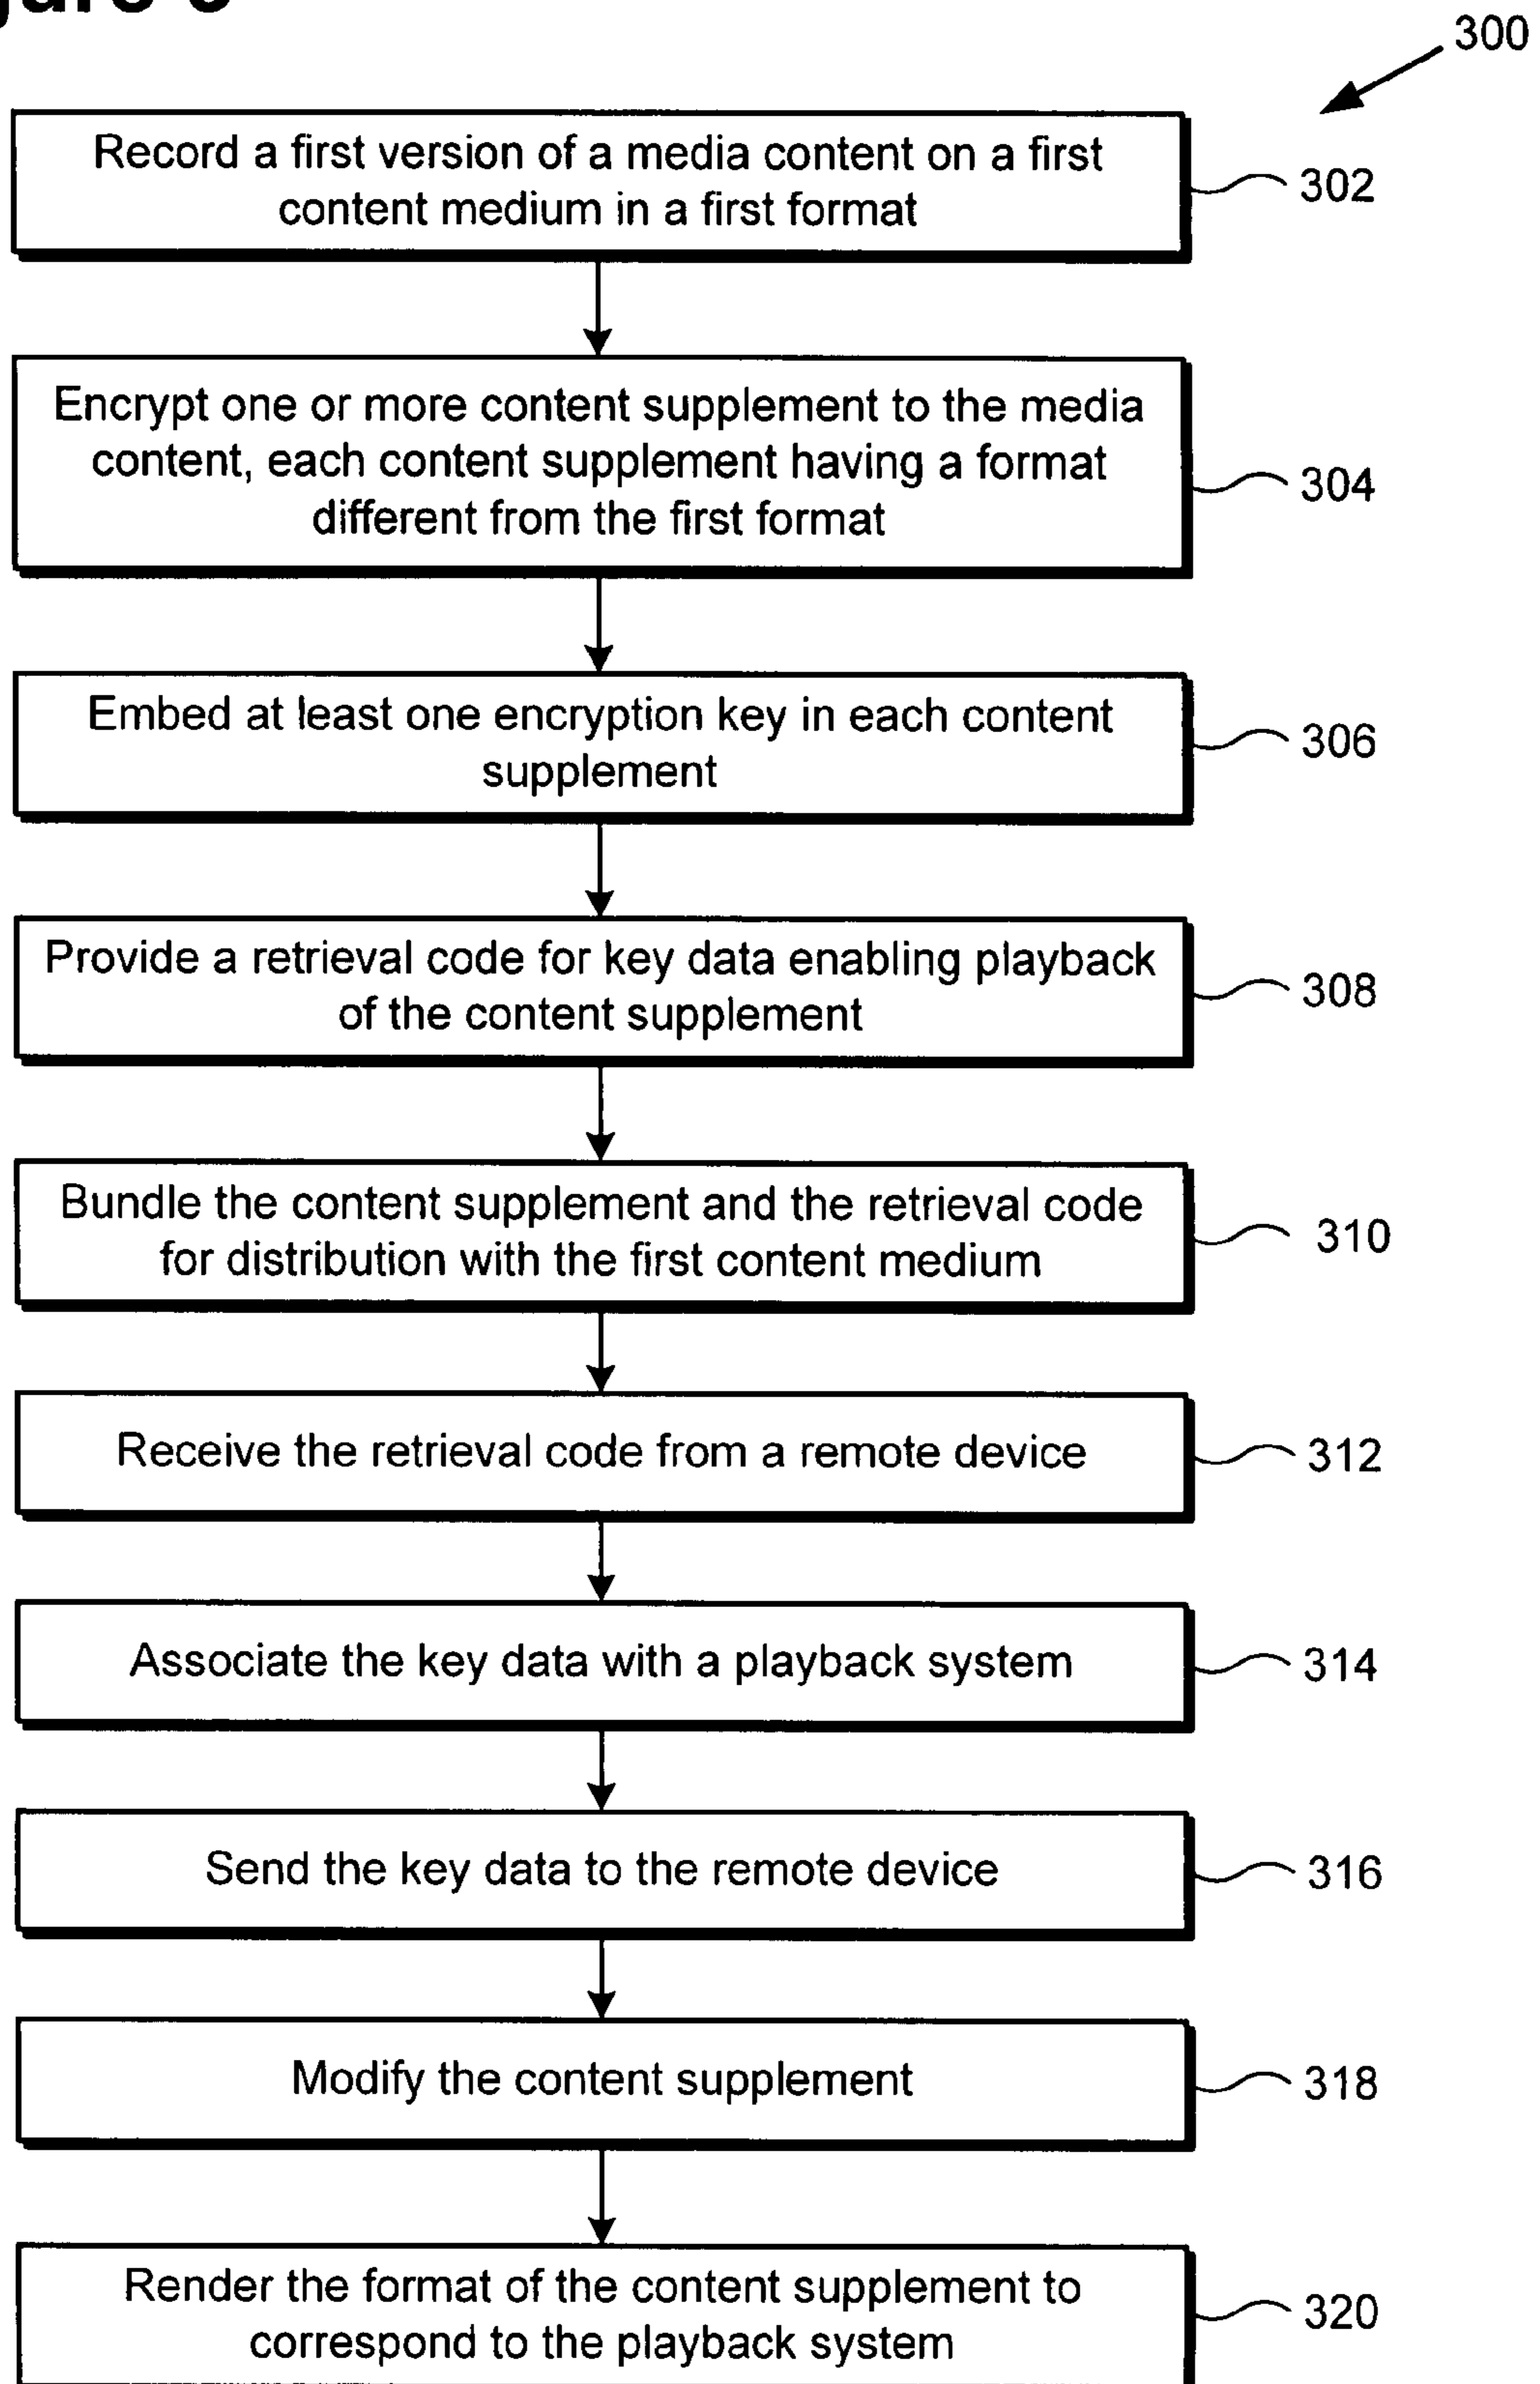 300
Record a first version of a media content on a first
content medium in a first format
302
Encrypt one or more content supplement to the media
content, each content supplement having a format
different from the first format
304
Embed at least one encryption key in each content
supplement
306
Provide a retrieval code for key data enabling playback
of the content supplement
308
Bundle the content supplement and the retrieval code
for distribution with the first content medium
310
Receive the retrieval code from a remote device
312
Associate the key data with a playback system
314
Send the key data to the remote device
316
Modify the content supplement
318
Render the format of the content supplement to
correspond to the playback system
320